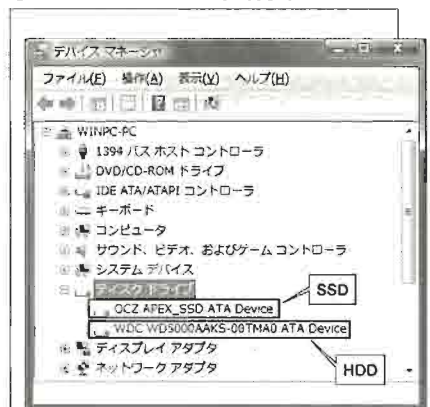 デバイス マネージャ
ファイル(F) 操作(A) 表示(V) ヘルプ(H)
WINPC-PC
1394 バス ホスト コントローラ
DVD/CD-ROM ドライブ
IDE ATA/ATAPI コントローラ
キーボード
コンピュータ
サウンド、ビデオ、およびゲーム コントローラ
システム デバイス
ディスク ドライブ
SSD
OCZ APEX_SSD ATA Device
WDC WD5000AAKS-00TMA0 ATA Device
ディスプレイ アダプタ
HDD
ネットワーク アダプタ